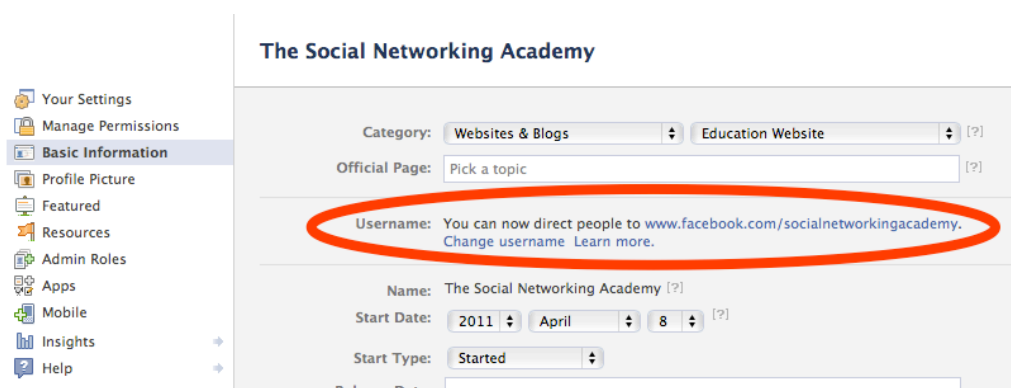 The Social Networking Academy
Your Settings
Manage Permissions
Basic Information
Profile Picture
Featured
Resources
Admin Roles
Apps
Mobile
Insights
Help
Category: Websites & Blogs Education Website [?]
Official Page: Pick a topic [?]
Username: You can now direct people to www.facebook.com/socialnetworkingacademy.
Change username Learn more.
Name: The Social Networking Academy [?]
Start Date: 2011 April 8 [?]
Start Type: Started